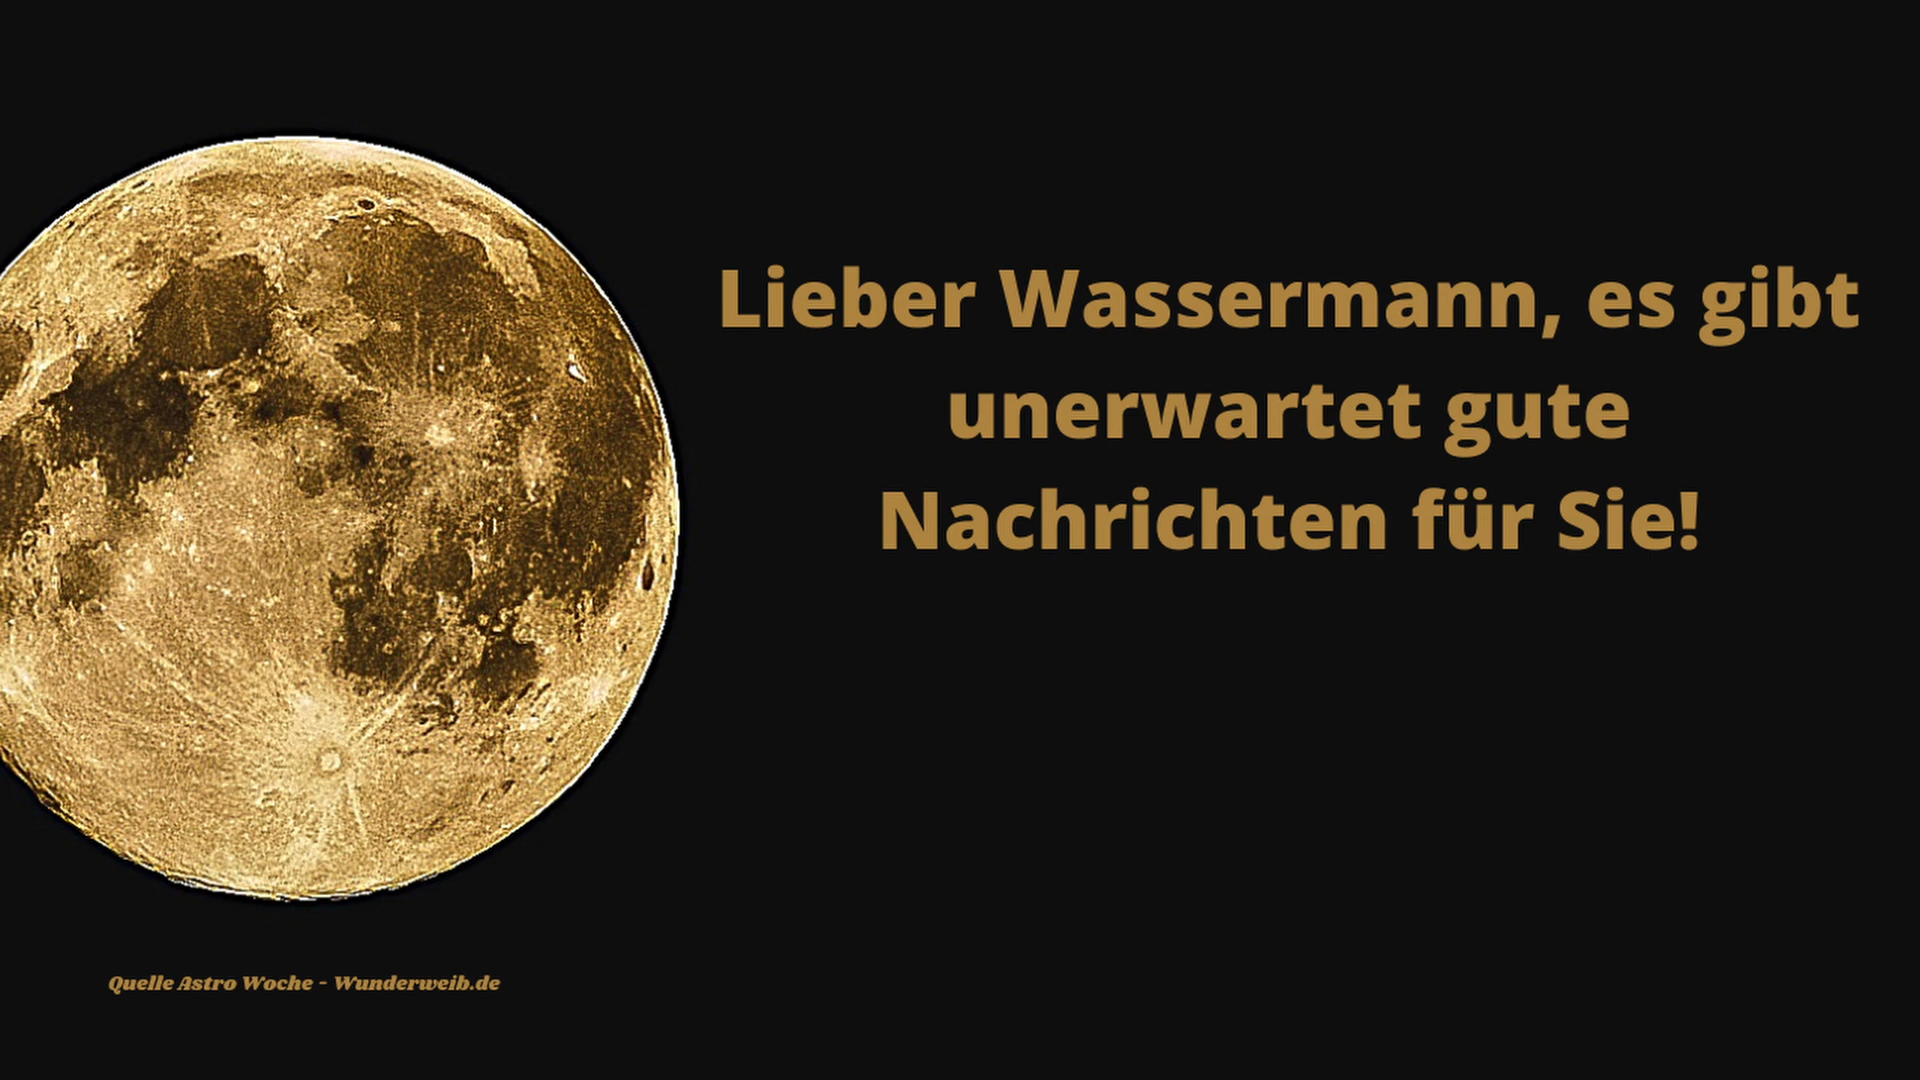 Lieber Wassermann, es gibt
unerwartet gute
Nachrichten für Sie!
Quelle Astro Woche - Wunderweib.de